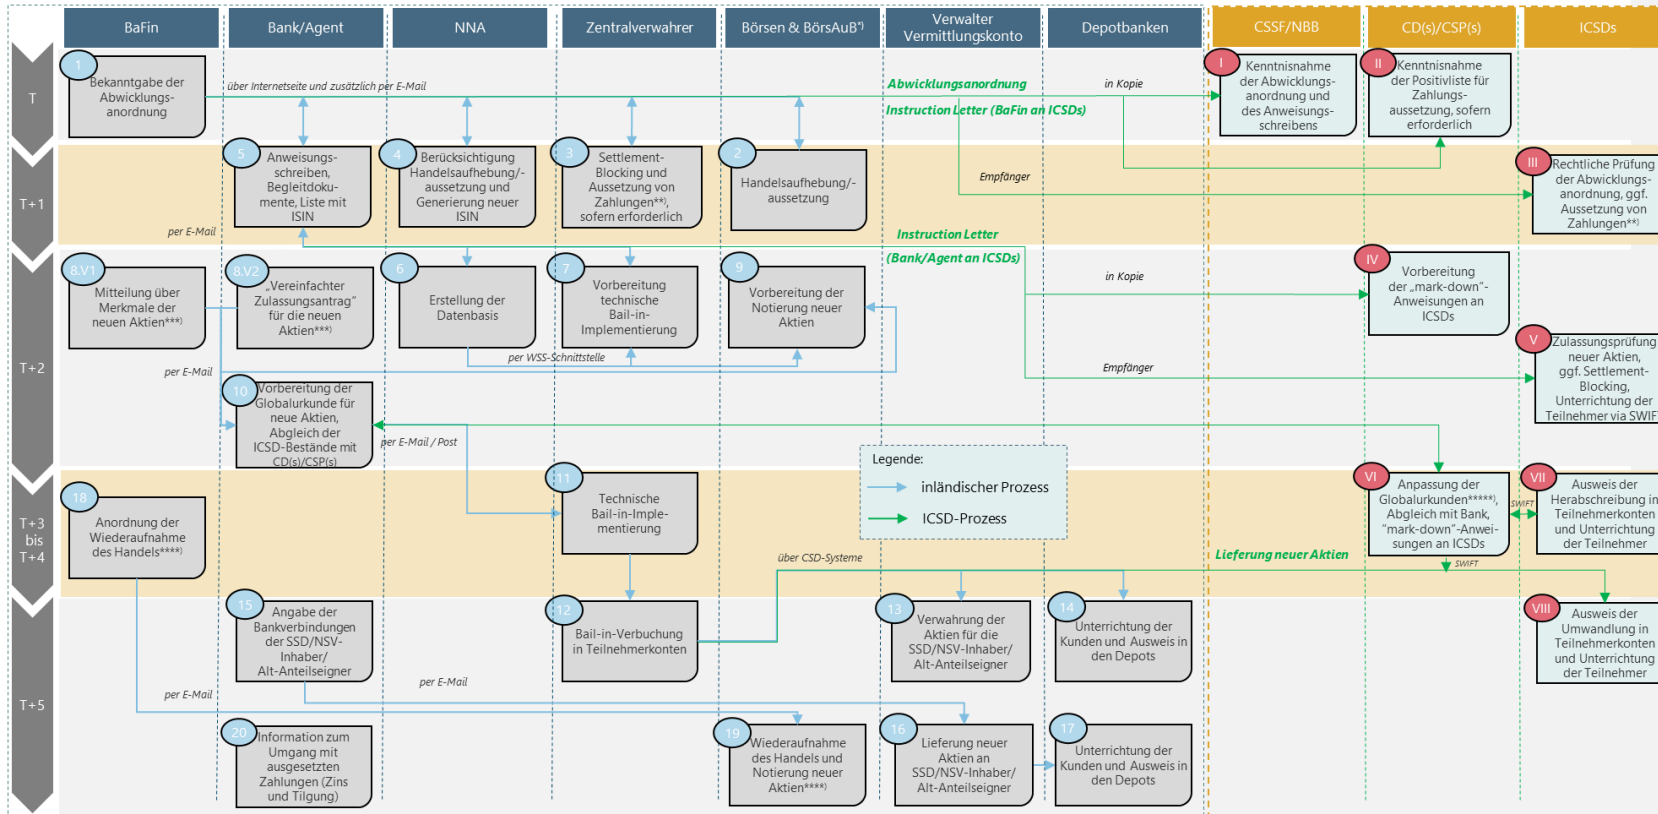 BaFin
Bank/Agent
NNA
Zentralverwahrer
Börsen & BörsAuB*)
Verwalter
Vermittlungskonto
Depotbanken
CSSF/NBB
CD(s)/CSP(s)
ICSDs
T
1
Bekanntgabe der
Abwicklungs-
anordnung
über Internetseite und zusätzlich per E-Mail
Abwicklungsanordnung
Instruction Letter (BaFin an ICSDs)
in Kopie
I
Kenntnisnahme
der Abwicklungs-
anordnung und
des Anweisungs-
schreibens
II
Kenntnisnahme
der Positivliste für
Zahlungs-
aussetzung, sofern
erforderlich
T+1
5
Anweisungs-
schreiben,
Begleitdoku-
mente, Liste mit
ISIN
4
Berücksichtigung
Handelsaufhebung/-
aussetzung und
Generierung neuer
ISIN
3
Settlement-
Blocking und
Aussetzung von
Zahlungen**),
sofern erforderlich
2
Handelsaufhebung/-
aussetzung
Empfänger
III
Rechtliche Prüfung
der Abwicklungs-
anordnung, ggf.
Aussetzung von
Zahlungen**)
per E-Mail
Instruction Letter
(Bank/Agent an ICSDs)
T+2
8.V1
Mitteilung über
Merkmale der
neuen Aktien***)
8.V2
„Vereinfachter
Zulassungsantrag"
für die neuen
Aktien***)
6
Erstellung der
Datenbasis
7
Vorbereitung
technische
Bail-in-
Implementierung
9
Vorbereitung der
Notierung neuer
Aktien
in Kopie
IV
Vorbereitung
der „mark-down"-
Anweisungen an
ICSDs
per WSS-Schnittstelle
per E-Mail
Empfänger
V
Zulassungsprüfung
neuer Aktien,
ggf. Settlement-
Blocking,
Unterrichtung der
Teilnehmer via SWIFT
10
Vorbereitung der
Globalurkunde für
neue Aktien,
Abgleich der
ICSD-Bestände mit
CD(s)/CSP(s)
per E-Mail / Post
Legende:
inländischer Prozess
ICSD-Prozess
T+3
bis
T+4
18
Anordnung der
Wiederaufnahme
des Handels****)
11
Technische
Bail-in-Imple-
mentierung
VI
Anpassung der
Globalurkunden*****),
Abgleich mit Bank,
"mark-down"-Anwei-
sungen an ICSDs
SWIFT
VII
Ausweis der
Herabschreibung in
Teilnehmerkonten
und Unterrichtung
der Teilnehmer
über CSD-Systeme
Lieferung neuer Aktien
SWIFT
T+5
15
Angabe der
Bankverbindungen
der SSD/NSV-
Inhaber/
Alt-Anteilseigner
12
Bail-in-Verbuchung
in Teilnehmerkonten
13
Verwahrung der
Aktien für die
SSD/NSV-Inhaber/
Alt-Anteilseigner
14
Unterrichtung der
Kunden und Ausweis in
den Depots
VIII
Ausweis der
Umwandlung in
Teilnehmerkonten
und Unterrichtung
der Teilnehmer
per E-Mail
per E-Mail
20
Information zum
Umgang mit
ausgesetzten
Zahlungen (Zins
und Tilgung)
19
Wiederaufnahme
des Handels und
Notierung neuer
Aktien****)
16
Lieferung neuer
Aktien an
SSD/NSV-Inhaber/
Alt-Anteilseigner
17
Unterrichtung der
Kunden und Ausweis in
den Depots